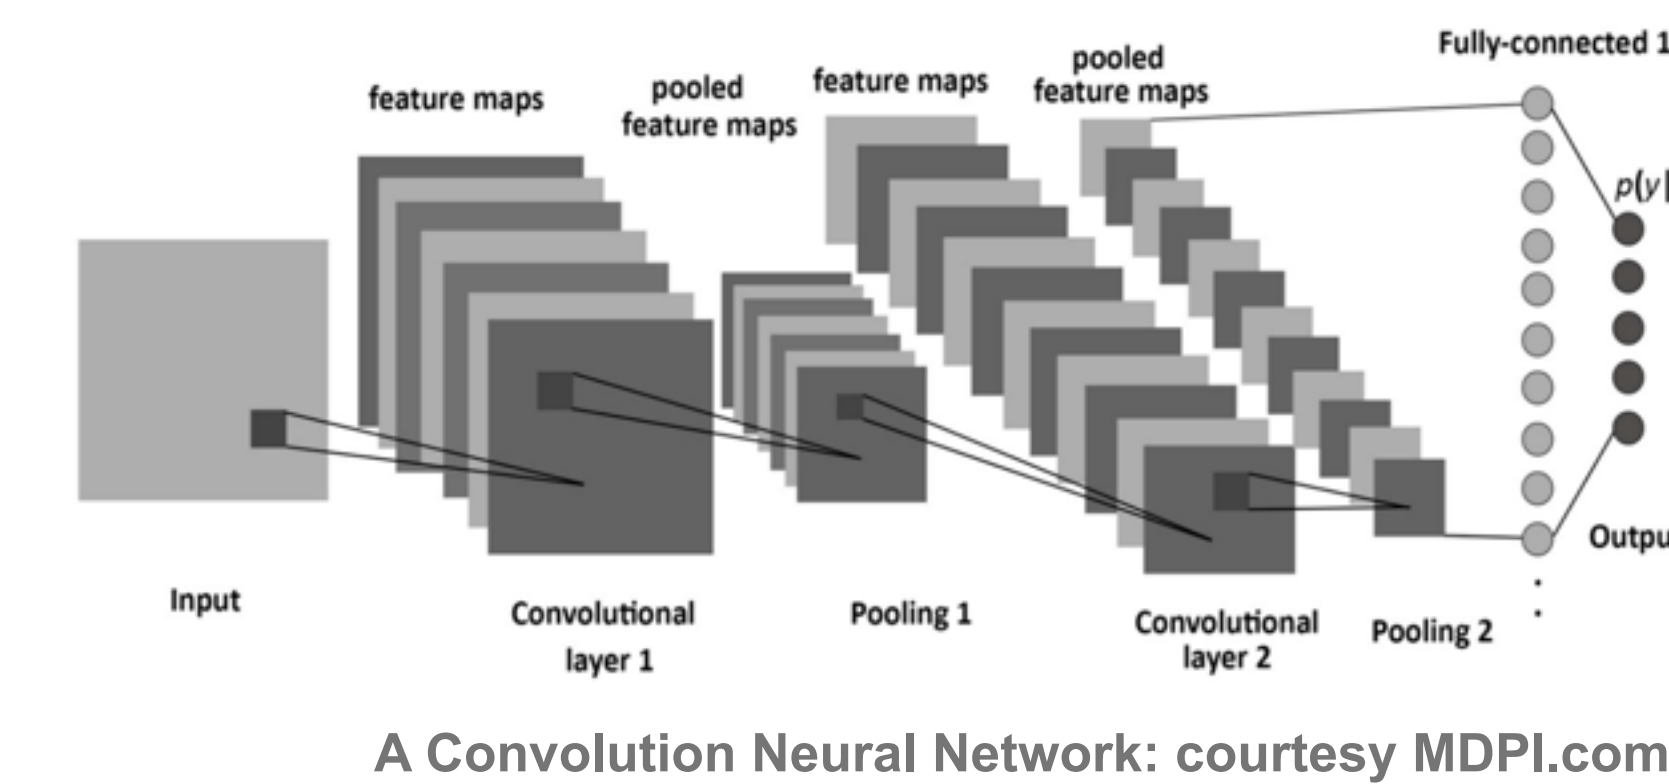 feature maps
pooled
feature maps
feature maps
pooled
feature maps
Fully-connected 1
p(y|
Input
Convolutional
layer 1
Pooling 1
Convolutional
layer 2
Pooling 2
Outpu
A Convolution Neural Network: courtesy MDPI.com